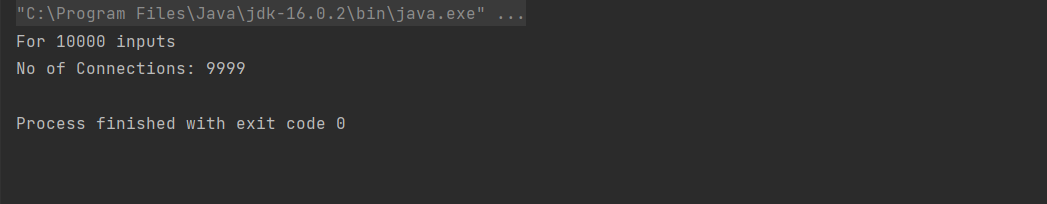 "C:\Program Files\Java\jdk-16.0.2\bin\java.exe" ...
For 10000 inputs
No of Connections: 9999
Process finished with exit code 0